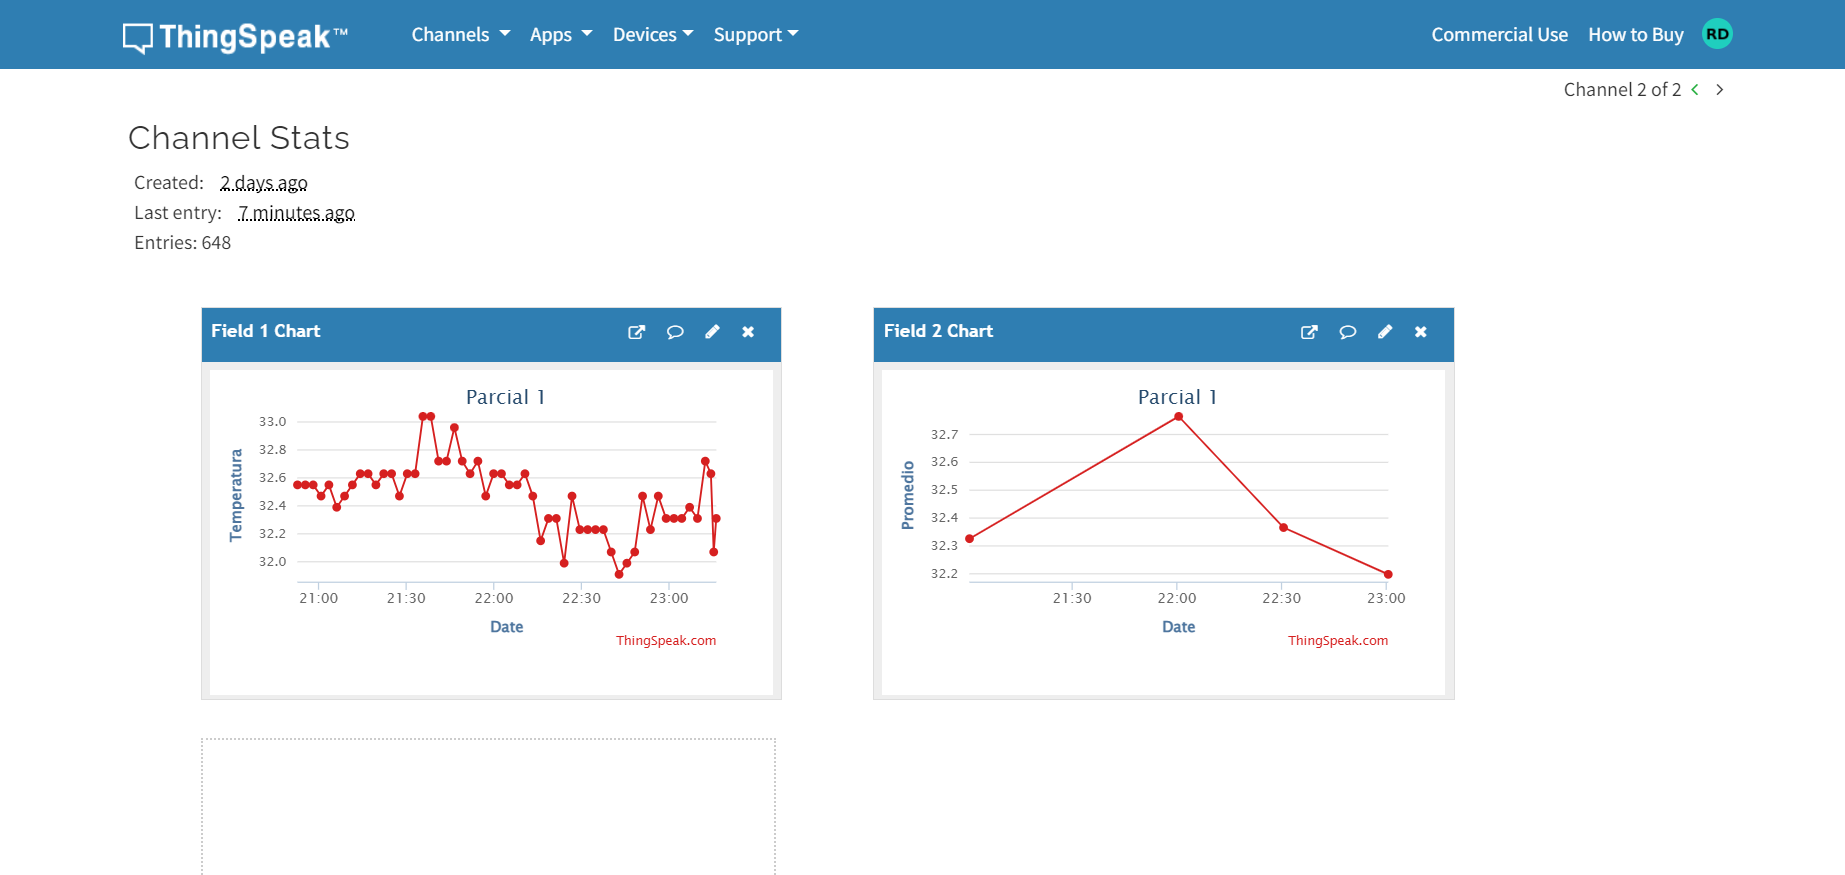 ThingSpeak™ Channels Apps Devices Support Commercial Use How to Buy RD
Channel 2 of 2
Channel Stats
Created: 2 days ago
Last entry: 7 minutes ago
Entries: 648
Field 1 Chart
Parcial 1
Temperatura
33.0
32.8
32.6
32.4
32.2
32.0
21:00 21:30 22:00 22:30 23:00
Date
ThingSpeak.com
Field 2 Chart
Parcial 1
Promedio
32.7
32.6
32.5
32.4
32.3
32.2
21:30 22:00 22:30 23:00
Date
ThingSpeak.com